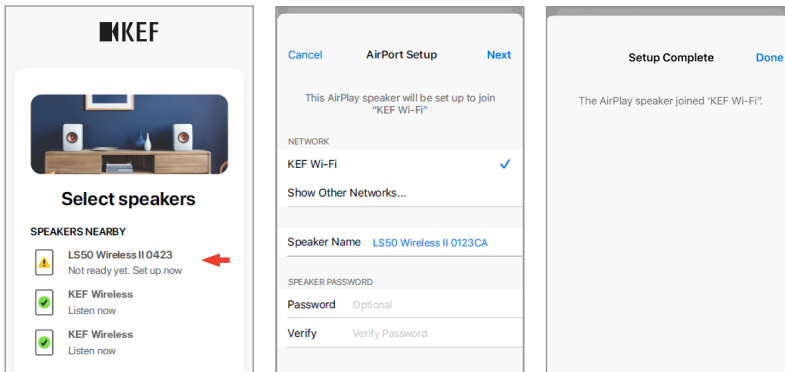 KEF
Select speakers
SPEAKERS NEARBY
LS50 Wireless II 0423
Not ready yet. Set up now
KEF Wireless
Listen now
KEF Wireless
Listen now
Cancel AirPort Setup Next
This AirPlay speaker will be set up to join
“KEF Wi-Fi”
NETWORK
KEF Wi-Fi
Show Other Networks...
Speaker Name LS50 Wireless II 0123CA
SPEAKER PASSWORD
Password Optional
Verify Verify Password
Setup Complete Done
The AirPlay speaker joined ‘KEF Wi-Fi”.